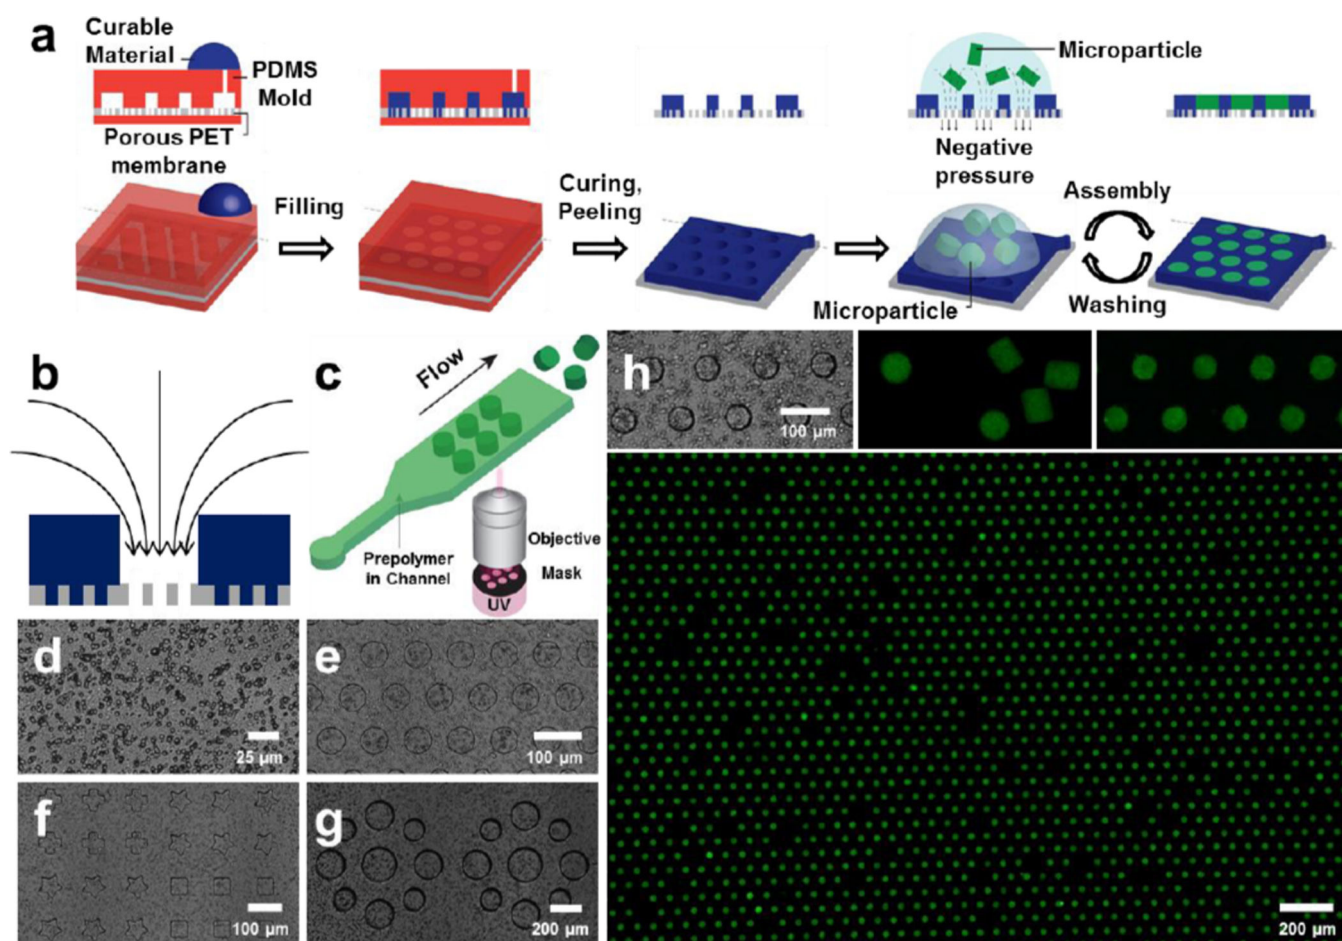 a
Curable
Material
PDMS
Mold
Porous PET
membrane
Filling
Curing,
Peeling
Microparticle
Negative
pressure
Microparticle
Assembly
Washing
b
c
Flow
Prepolymer
in Channel
Objective
Mask
UV
h
100 µm
d
25 µm
e
100 µm
f
100 µm
g
200 µm
200 µm